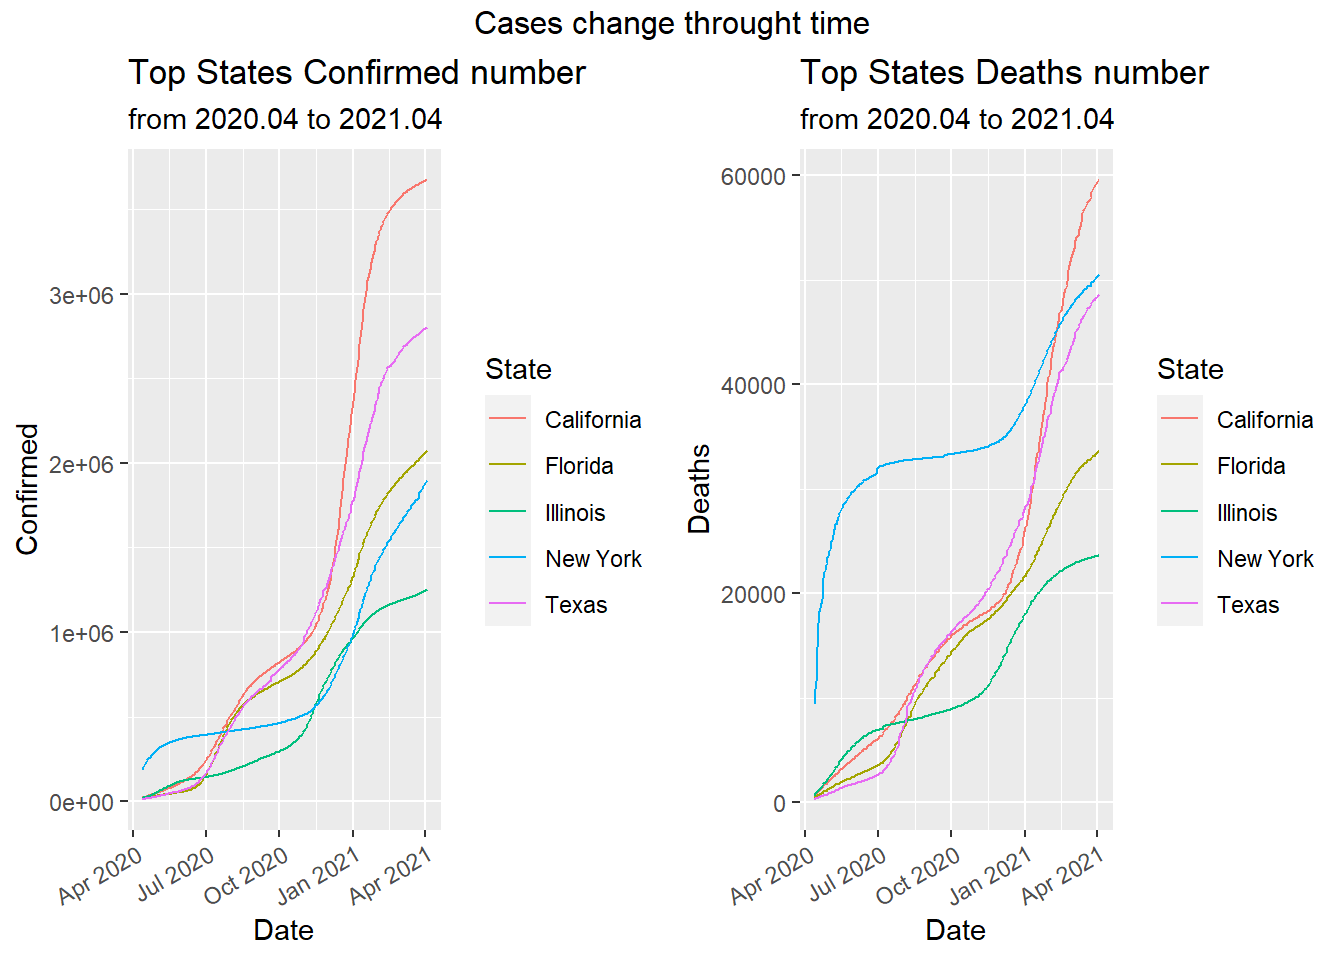 Cases change throught time
Top States Confirmed number
from 2020.04 to 2021.04
Confirmed
3e+06
2e+06
1e+06
0e+00
Apr 2020
Jul 2020
Oct 2020
Jan 2021
Apr 2021
Date
State
California
Florida
Illinois
New York
Texas
Top States Deaths number
from 2020.04 to 2021.04
Deaths
60000
40000
20000
0
Apr 2020
Jul 2020
Oct 2020
Jan 2021
Apr 2021
Date
State
California
Florida
Illinois
New York
Texas